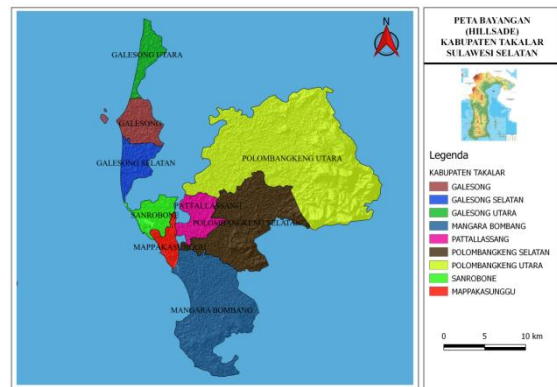 PETA BAYANGAN
(HILLSADE)
KABUPATEN TAKALAR
SULAWESI SELATAN
N
GALESONG UTARA
GALESONG
GALESONG SELATAN
POLOMBANGKENG UTARA
PATTALLASSANG
SANROBONE
POLOMBANGKENG SELATAN
MAPPAKASUNGGU
MANGARA BOMBANG
Legenda
KABUPATEN TAKALAR
GALESONG
GALESONG SELATAN
GALESONG UTARA
MANGARA BOMBANG
PATTALLASSANG
POLOMBANGKENG SELATAN
POLOMBANGKENG UTARA
SANROBONE
MAPPAKASUNGGU
0 5 10 km